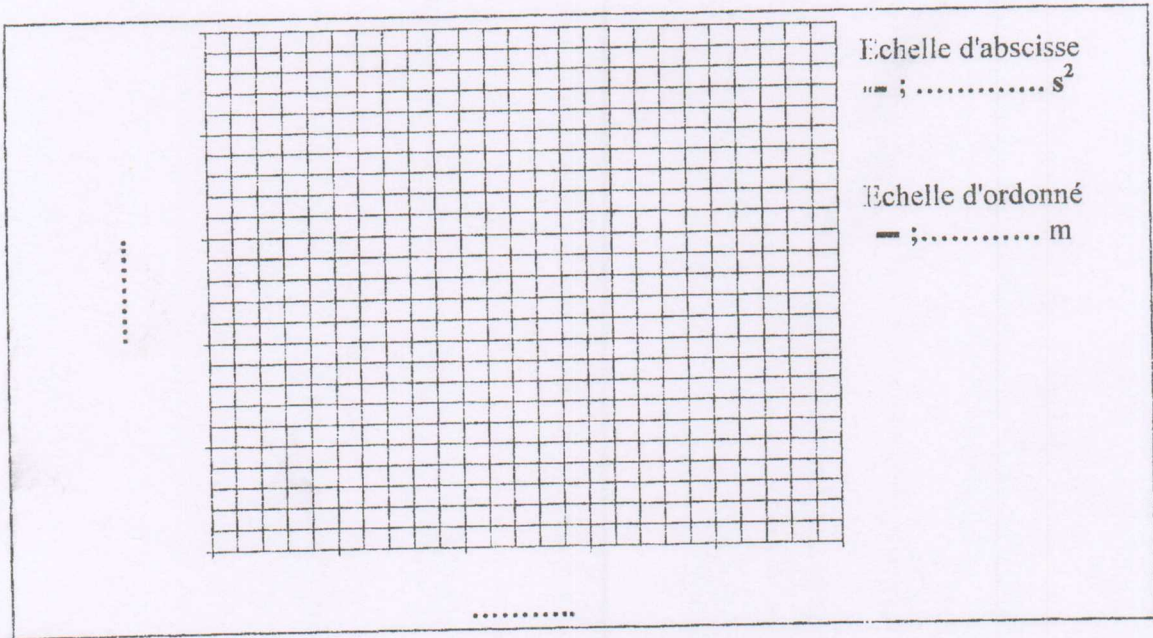 Echelle d'abscisse
; ............. s²
Echelle d'ordonné
;............ m
..........
..........